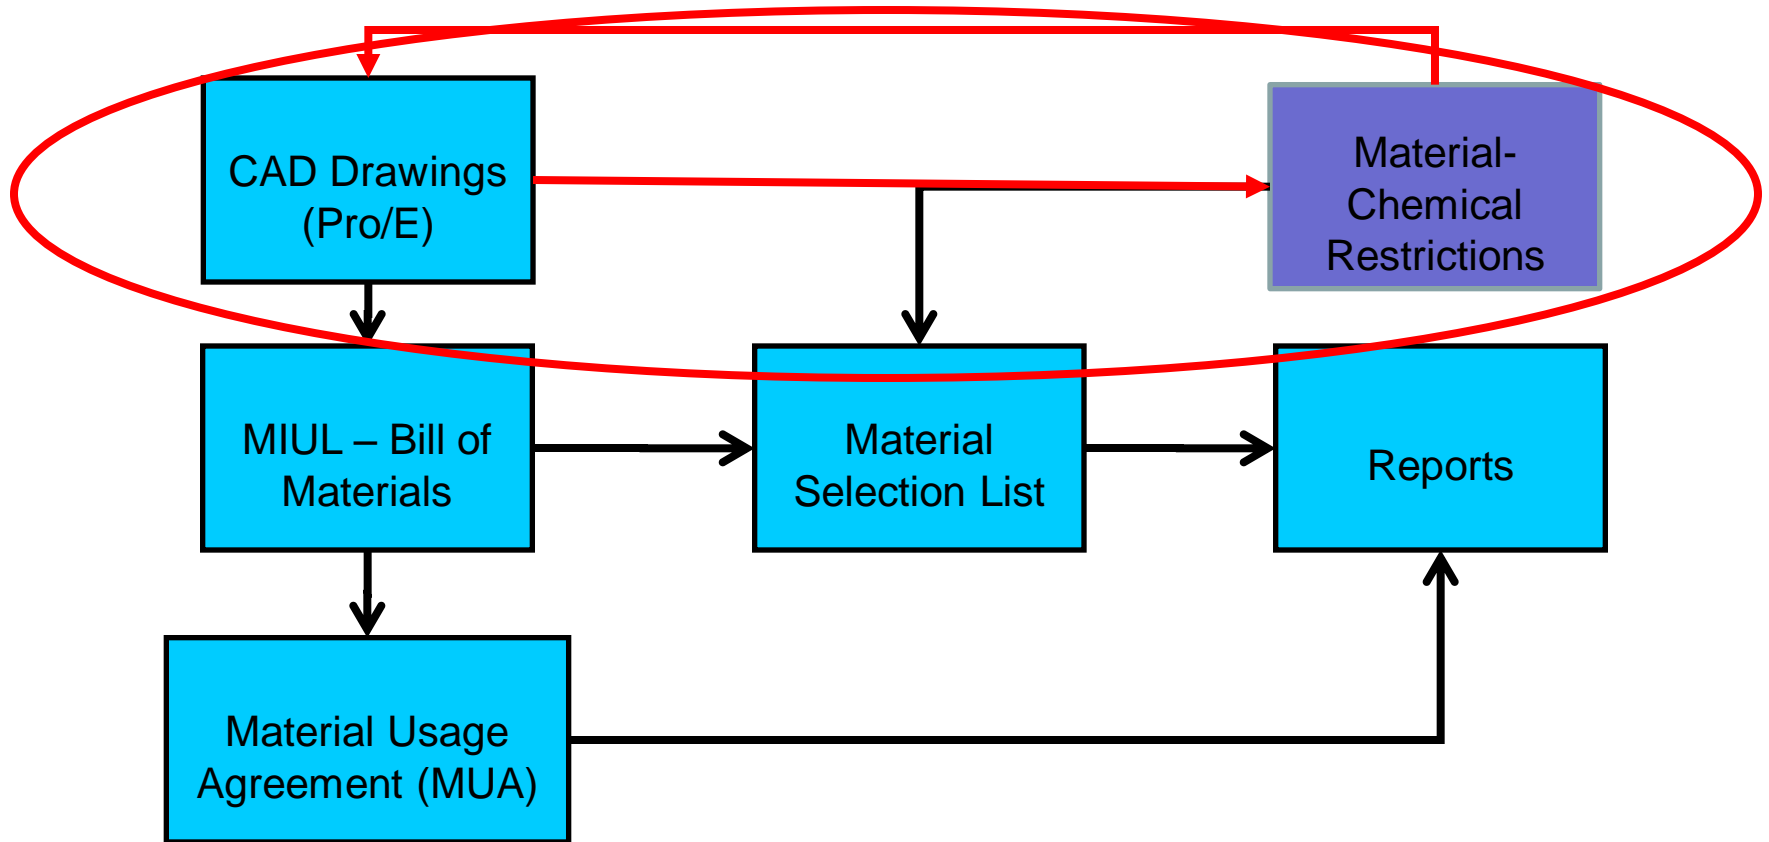 CAD Drawings
(Pro/E)
Material-
Chemical
Restrictions
MIUL – Bill of
Materials
Material
Selection List
Reports
Material Usage
Agreement (MUA)